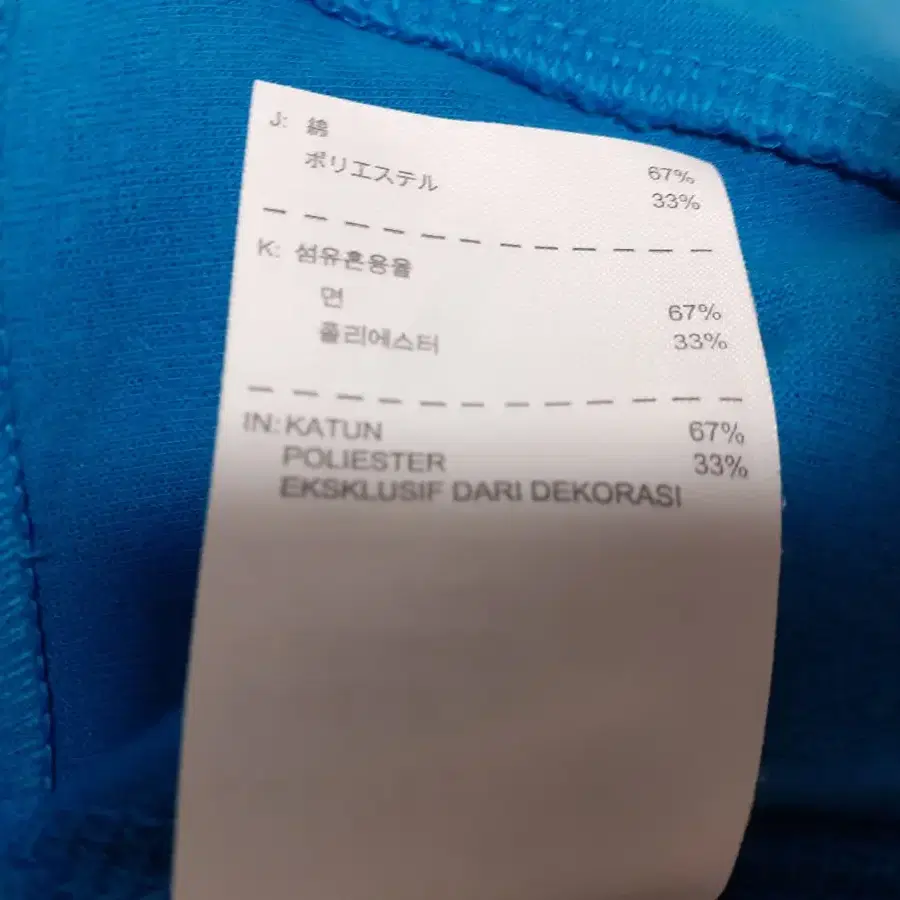 J: 綿 67%
ポリエステル 33%
K: 섬유혼용율
면 67%
폴리에스터 33%
IN: KATUN 67%
POLIESTER 33%
EKSKLUSIF DARI DEKORASI